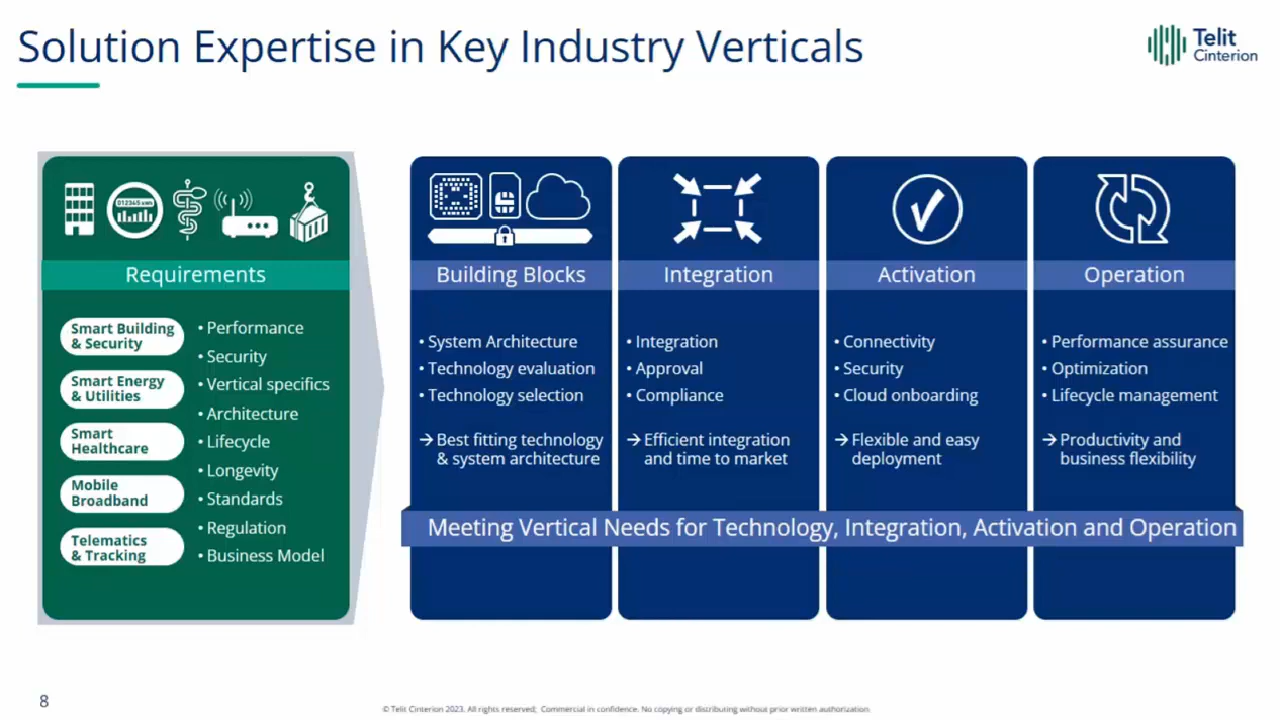 Solution Expertise in Key Industry Verticals
Telit
Cinterion
012345 kWh
Requirements
Smart Building
& Security
Smart Energy
& Utilities
Smart
Healthcare
Mobile
Broadband
Telematics
& Tracking
• Performance
• Security
• Vertical specifics
• Architecture
• Lifecycle
• Longevity
• Standards
• Regulation
• Business Model
Building Blocks
• System Architecture
• Technology evaluation
• Technology selection
→ Best fitting technology
& system architecture
Integration
• Integration
• Approval
• Compliance
→ Efficient integration
and time to market
Activation
• Connectivity
• Security
• Cloud onboarding
→ Flexible and easy
deployment
Operation
• Performance assurance
• Optimization
• Lifecycle management
→ Productivity and
business flexibility
Meeting Vertical Needs for Technology, Integration, Activation and Operation
8
© Telit Cinterion 2023. All rights reserved; Commercial in confidence. No copying or distributing without prior written authorization.